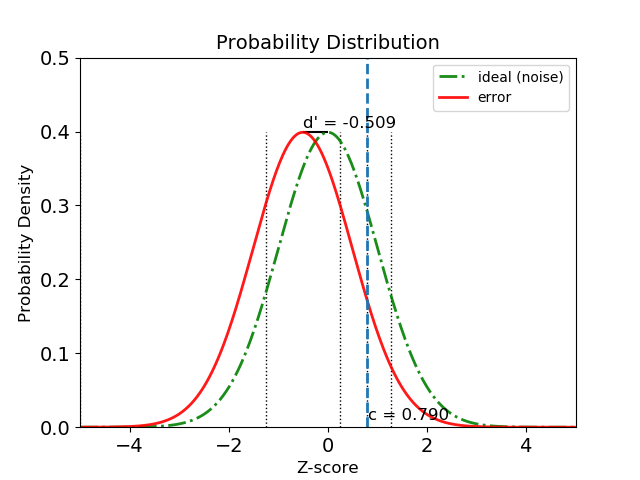 Probability Distribution
ideal (noise)
error
d' = -0.509
c = 0.790
0.5
0.4
0.3
0.2
0.1
0.0
Probability Density
−4
−2
0
2
4
Z-score